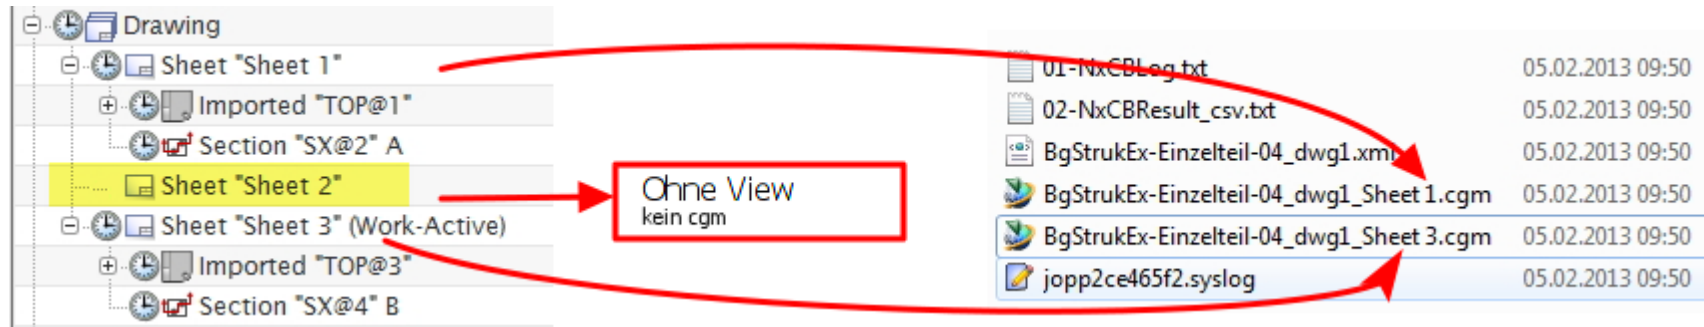 Drawing
Sheet "Sheet 1"
Imported "TOP@1"
Section "SX@2" A
Sheet "Sheet 2"
Sheet "Sheet 3" (Work-Active)
Imported "TOP@3"
Section "SX@4" B
Ohne View
kein cgm
01-NxCBLog.txt 05.02.2013 09:50
02-NxCBResult_csv.txt 05.02.2013 09:50
BgStrukEx-Einzelteil-04_dwg1.xml 05.02.2013 09:50
BgStrukEx-Einzelteil-04_dwg1_Sheet 1.cgm 05.02.2013 09:50
BgStrukEx-Einzelteil-04_dwg1_Sheet 3.cgm 05.02.2013 09:50
jopp2ce465f2.syslog 05.02.2013 09:50